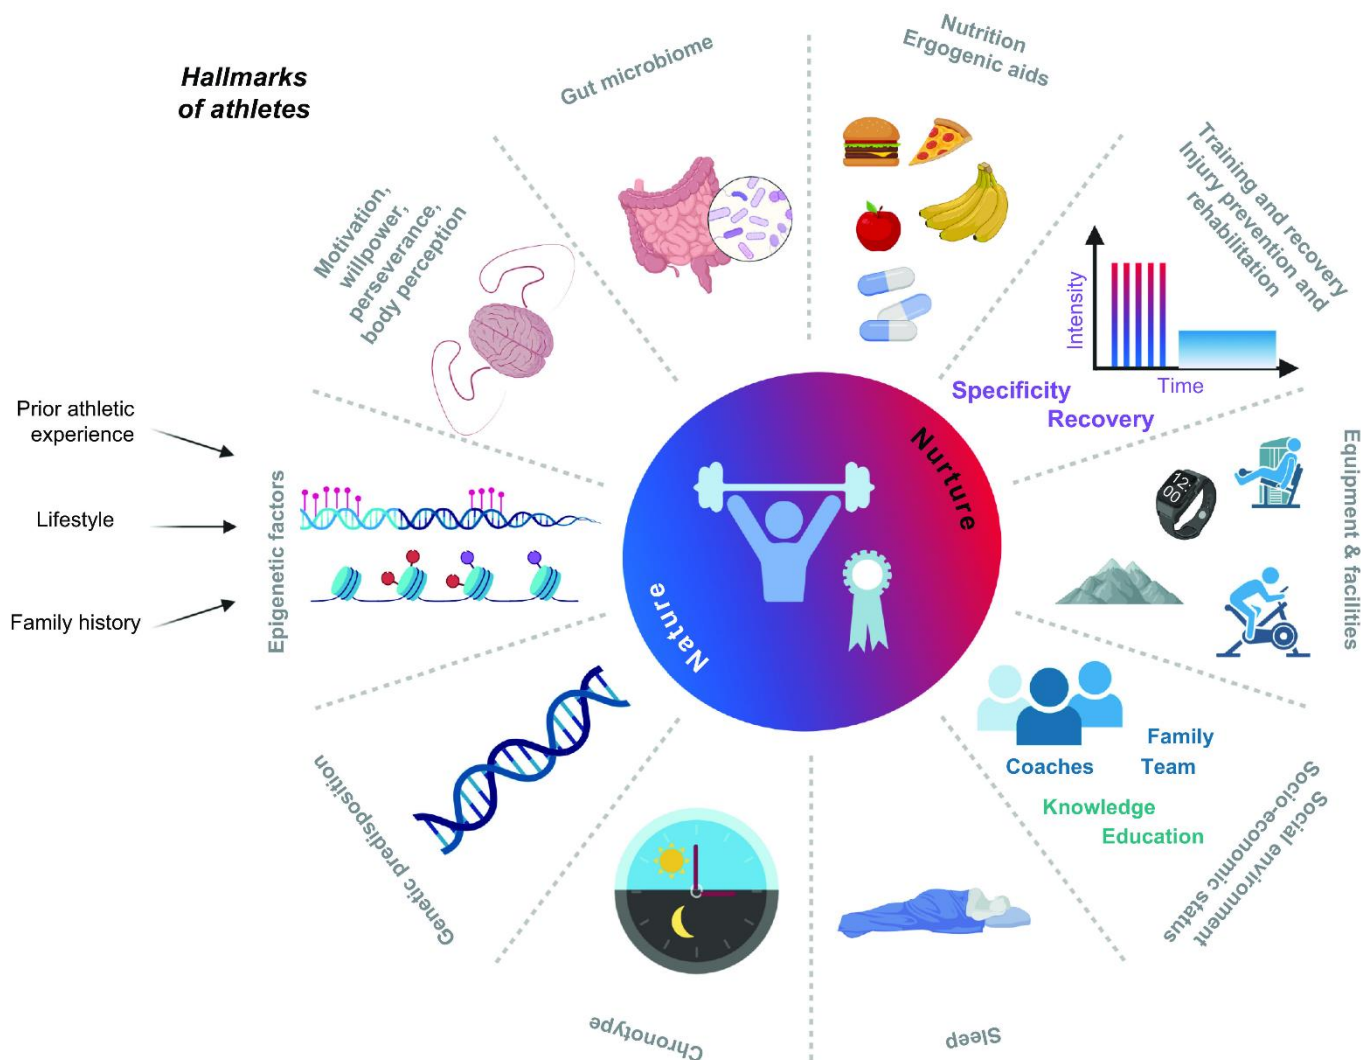 Hallmarks
of athletes
Gut microbiome
Nutrition
Ergogenic aids
Training and recovery
Injury prevention and
rehabilitation
Motivation,
willpower,
perseverance,
body perception
Intensity
Time
Specificity
Recovery
Prior athletic
experience
Lifestyle
Family history
Epigenetic factors
Nurture
Nature
12:
00
Equipment & facilities
Family
Coaches
Team
Knowledge
Education
Social environment
Socio-economic status
Genetic predisposition
Chronotype
Sleep